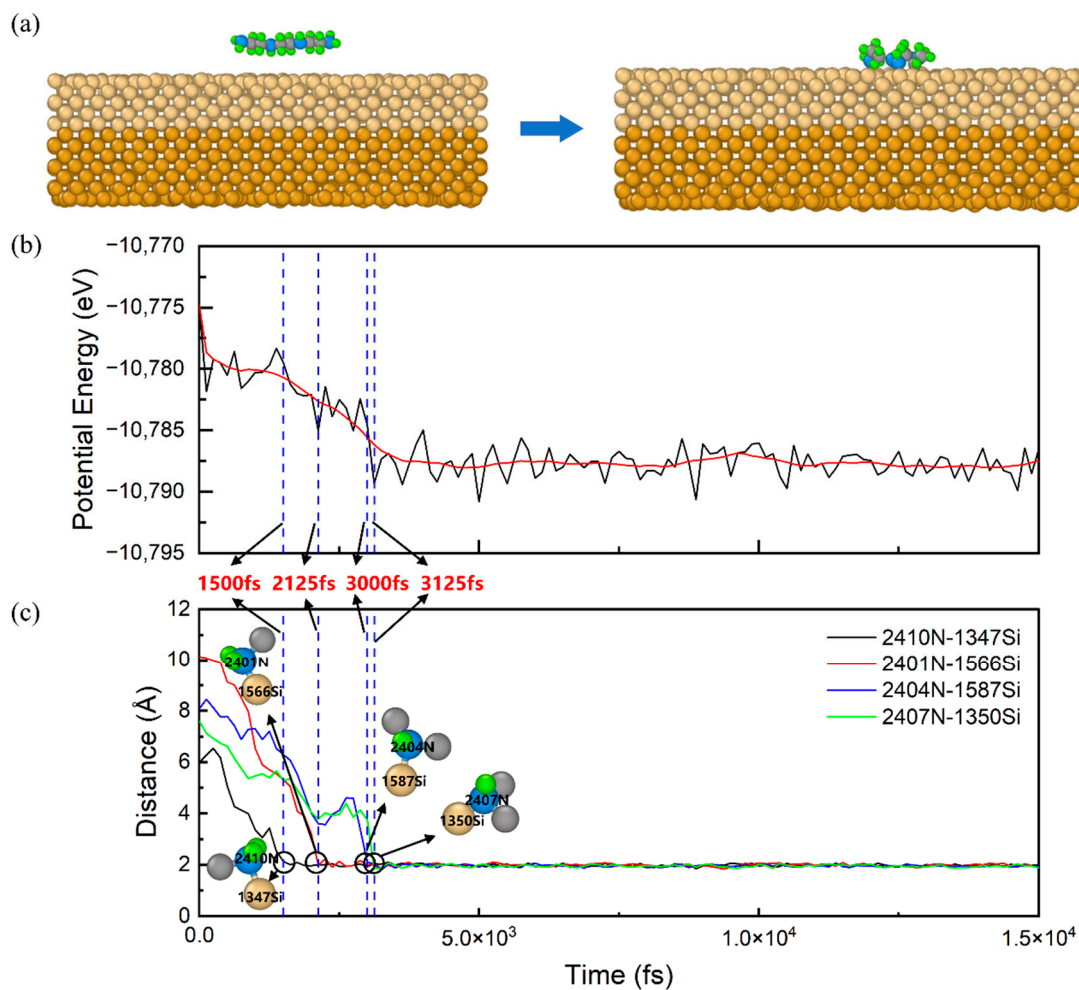 (a)
(b)
−10,770
−10,775
−10,780
−10,785
−10,790
−10,795
Potential Energy (eV)
1500fs 2125fs 3000fs 3125fs
(c)
12
10
8
6
4
2
0
Distance (Å)
2410N-1347Si
2401N-1566Si
2404N-1587Si
2407N-1350Si
2401N
1566Si
2404N
1587Si
2407N
1350Si
2410N
1347Si
0.0 5.0×10³ 1.0×10⁴ 1.5×10⁴
Time (fs)